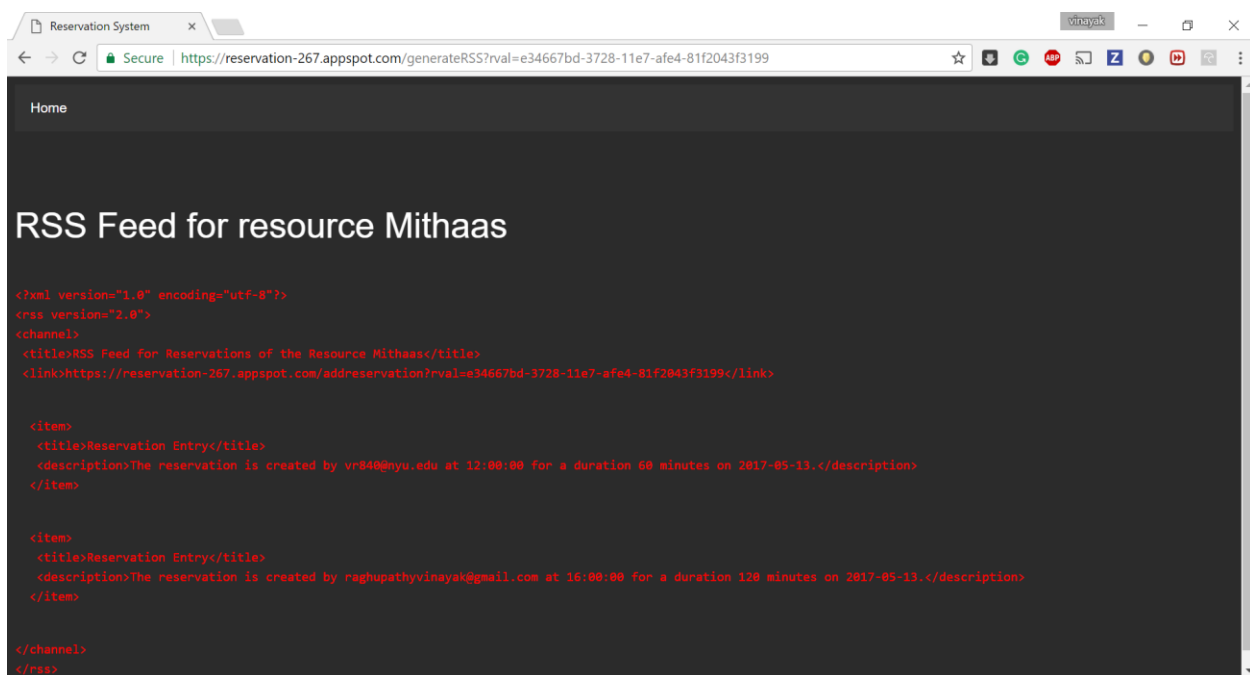 Reservation System
vinayak
Secure | https://reservation-267.appspot.com/generateRSS?rval=e34667bd-3728-11e7-afe4-81f2043f3199
ABP
Z
Home
RSS Feed for resource Mithaas
<?xml version="1.0" encoding="utf-8"?>
<rss version="2.0">
<channel>
<title>RSS Feed for Reservations of the Resource Mithaas</title>
<link>https://reservation-267.appspot.com/addreservation?rval=e34667bd-3728-11e7-afe4-81f2043f3199</link>
<item>
<title>Reservation Entry</title>
<description>The reservation is created by vr840@nyu.edu at 12:00:00 for a duration 60 minutes on 2017-05-13.</description>
</item>
<item>
<title>Reservation Entry</title>
<description>The reservation is created by raghupathyvinayak@gmail.com at 16:00:00 for a duration 120 minutes on 2017-05-13.</description>
</item>
</channel>
</rss>